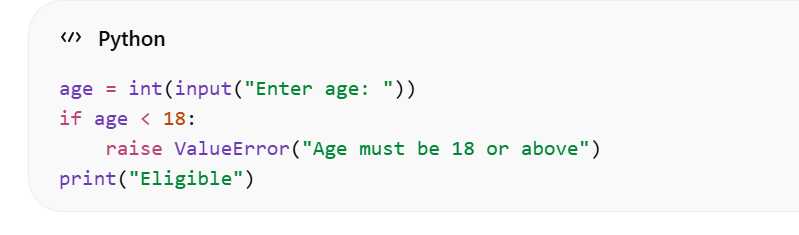 </> Python
age = int(input("Enter age: "))
if age < 18:
    raise ValueError("Age must be 18 or above")
print("Eligible")